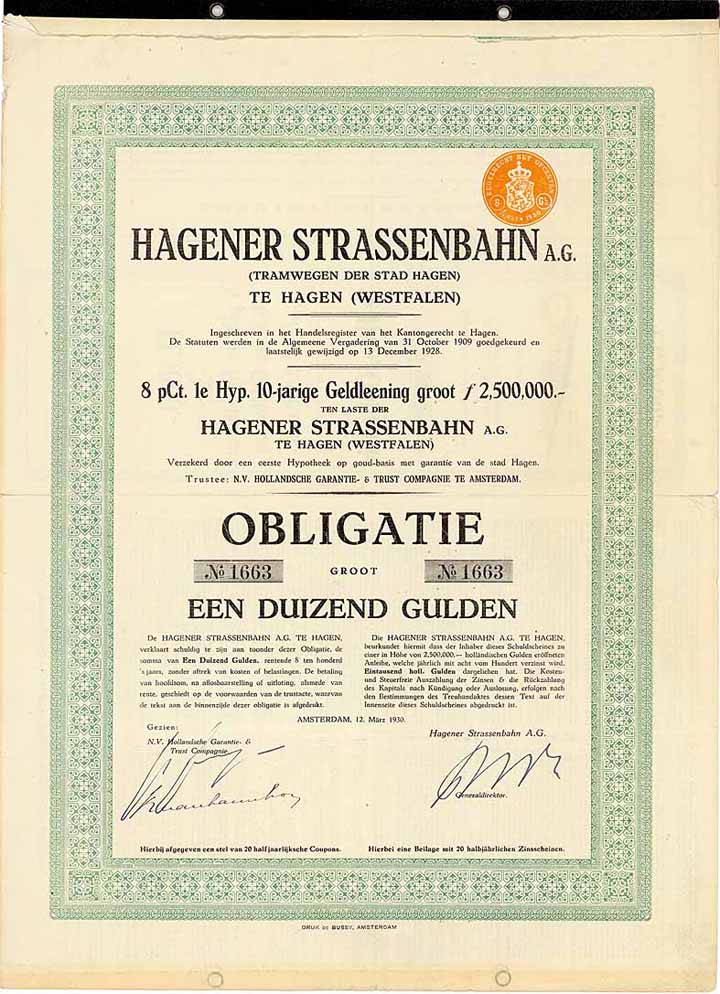 8 Gl.
HAGENER STRASSENBAHN A.G.
(TRAMWEGEN DER STAD HAGEN)
TE HAGEN (WESTFALEN)
Ingeschreven in het Handelsregister van het Kantongerecht te Hagen.
De Statuten werden in de Algemeene Vergadering van 31 October 1909 goedgekeurd en
laatstelijk gewijzigd op 13 December 1928.
8 pCt. 1e Hyp. 10-jarige Geldleening groot f 2,500,000.-
TEN LASTE DER
HAGENER STRASSENBAHN A.G.
TE HAGEN (WESTFALEN)
Verzekerd door een eerste Hypotheek op goud-basis met garantie van de stad Hagen.
Trustee: N.V. HOLLANDSCHE GARANTIE- & TRUST COMPAGNIE TE AMSTERDAM.
OBLIGATIE
№ 1663 GROOT № 1663
EEN DUIZEND GULDEN
De HAGENER STRASSENBAHN A.G. TE HAGEN,
verklaart schuldig te zijn aan toonder dezer Obligatie, de
somma van Een Duizend Gulden, rentende 8 ten honderd
's jaars, zonder aftrek van kosten of belastingen. De betaling
van hoofdsom, na aflosbaarstelling of uitloting, alsmede van
rente, geschiedt op de voorwaarden van de trustacte, waarvan
de tekst aan de binnenzijde dezer obligatie is afgedrukt.
Die HAGENER STRASSENBAHN A.G. TE HAGEN,
beurkundet hiermit dass der Inhaber dieses Schuldscheines zu
einer in Höhe von 2,500,000.— holländischen Gulden eröffneten
Anleihe, welche jährlich mit acht vom Hundert verzinst wird.
Eintausend holl. Gulden dargeliehen hat. Die Kosten-
und Steuerfreie Auszahlung der Zinsen & die Rückzahlung
des Kapitals nach Kündigung oder Auslosung, erfolgen nach
den Bestimmungen des Treuhandaktes dessen Text auf der
Innenseite dieses Schuldscheines abgedruckt ist.
AMSTERDAM, 12. März 1930.
Gezien:
N.V. Hollandsche Garantie- &
Trust Compagnie
Hagener Strassenbahn A.G.
Generaldirektor.
Hierbij afgegeven een stel van 20 halfjaarlijksche Coupons.
Hierbei eine Beilage mit 20 halbjährlichen Zinsscheinen.
DRUK DE BUSSY, AMSTERDAM